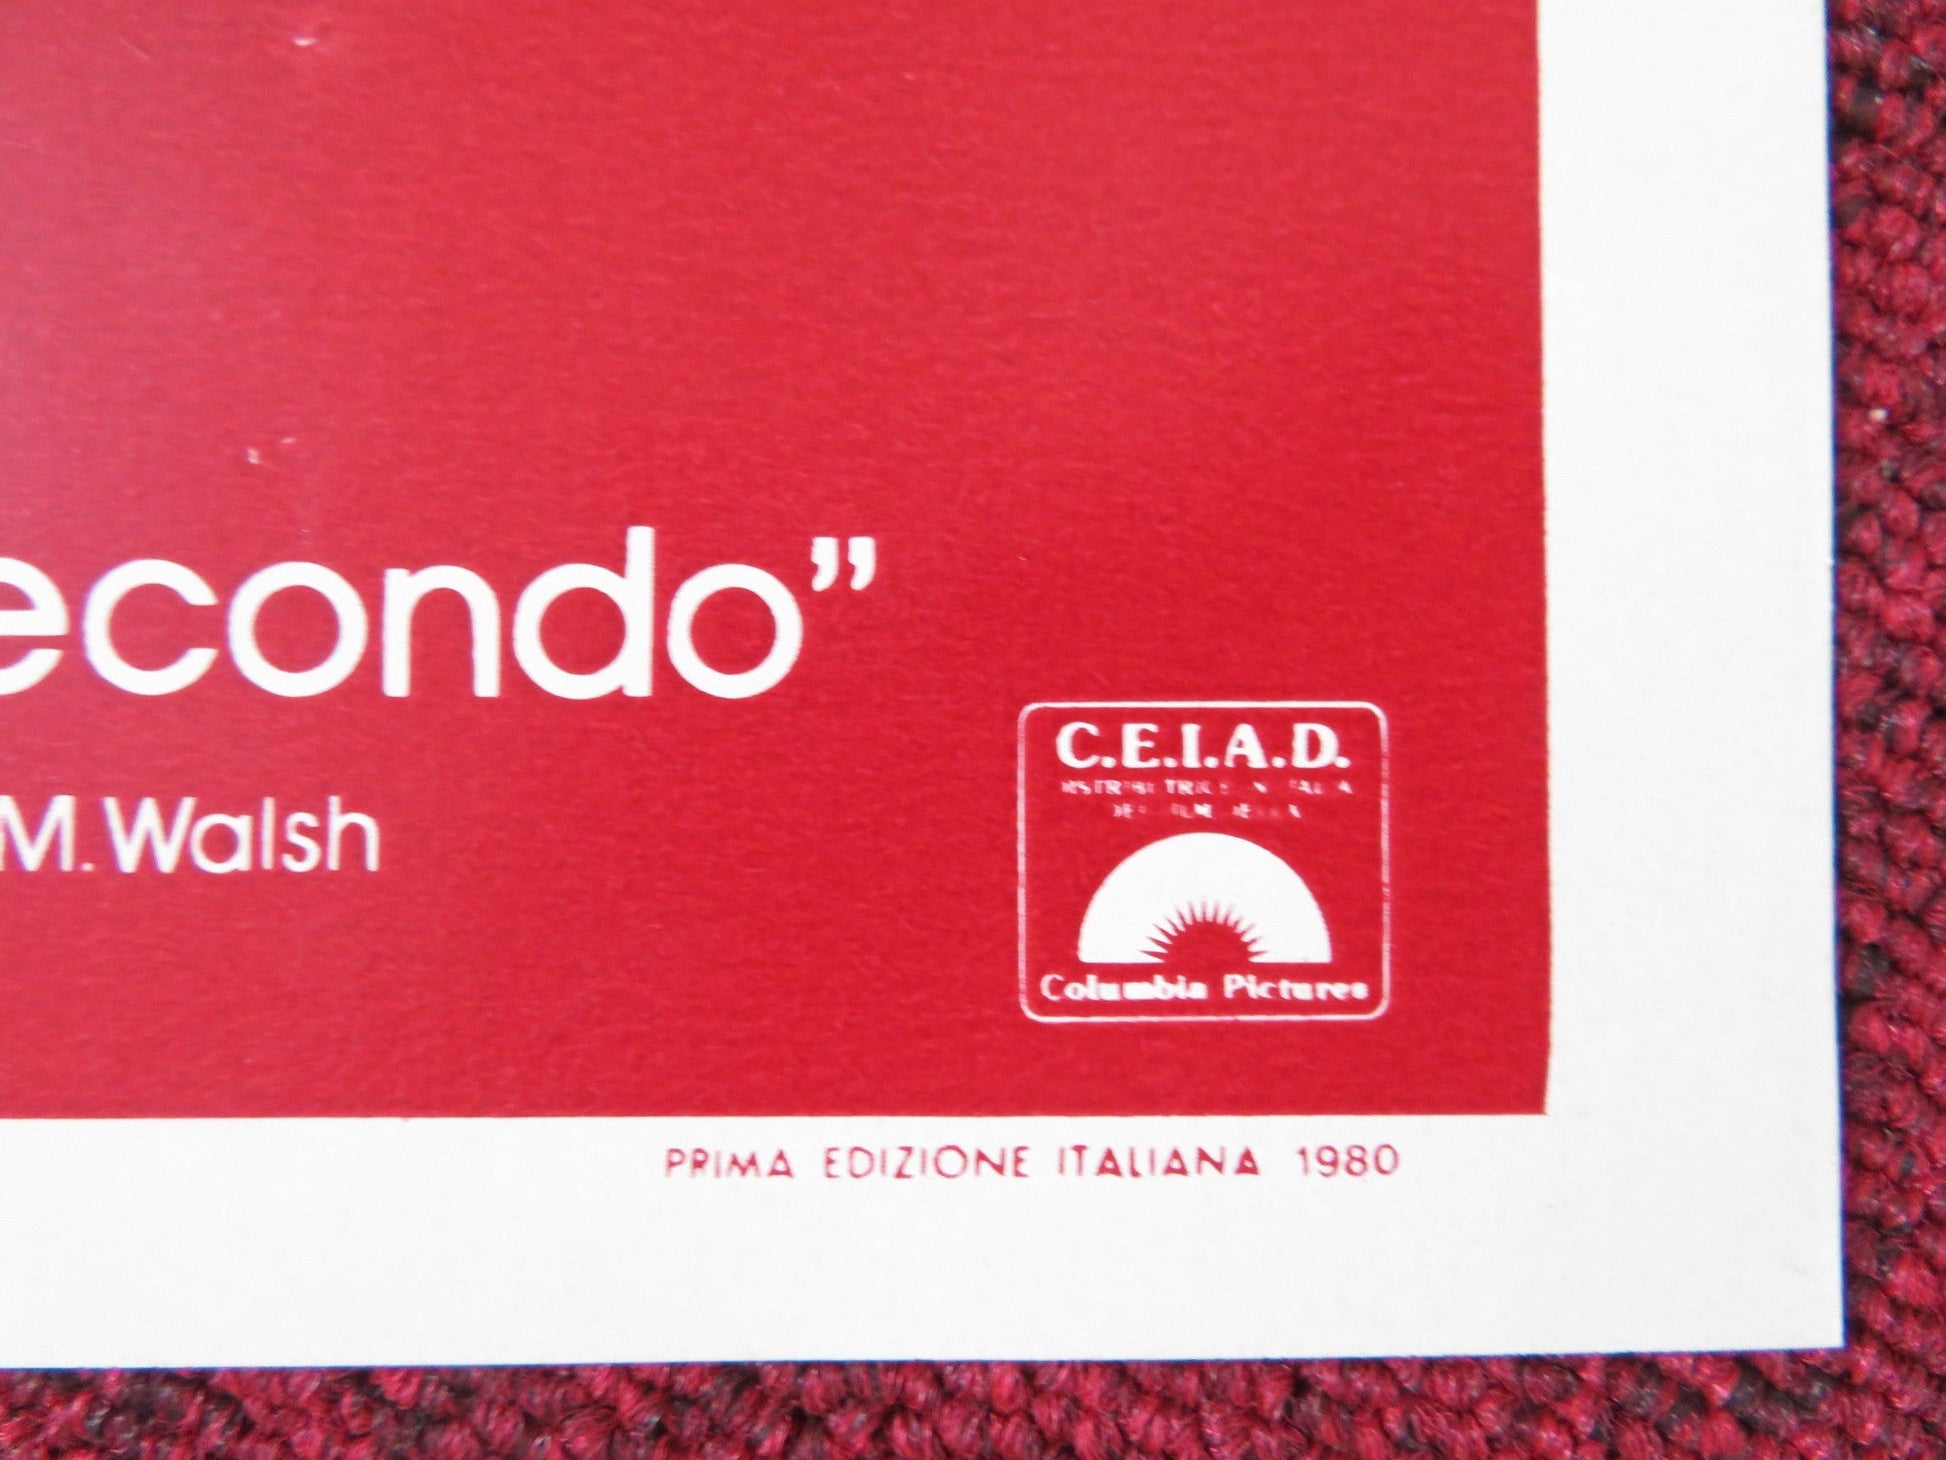 econdo”
M. Walsh
C.E.I.A.D.
Columbia Pictures
PRIMA EDIZIONE ITALIANA 1980